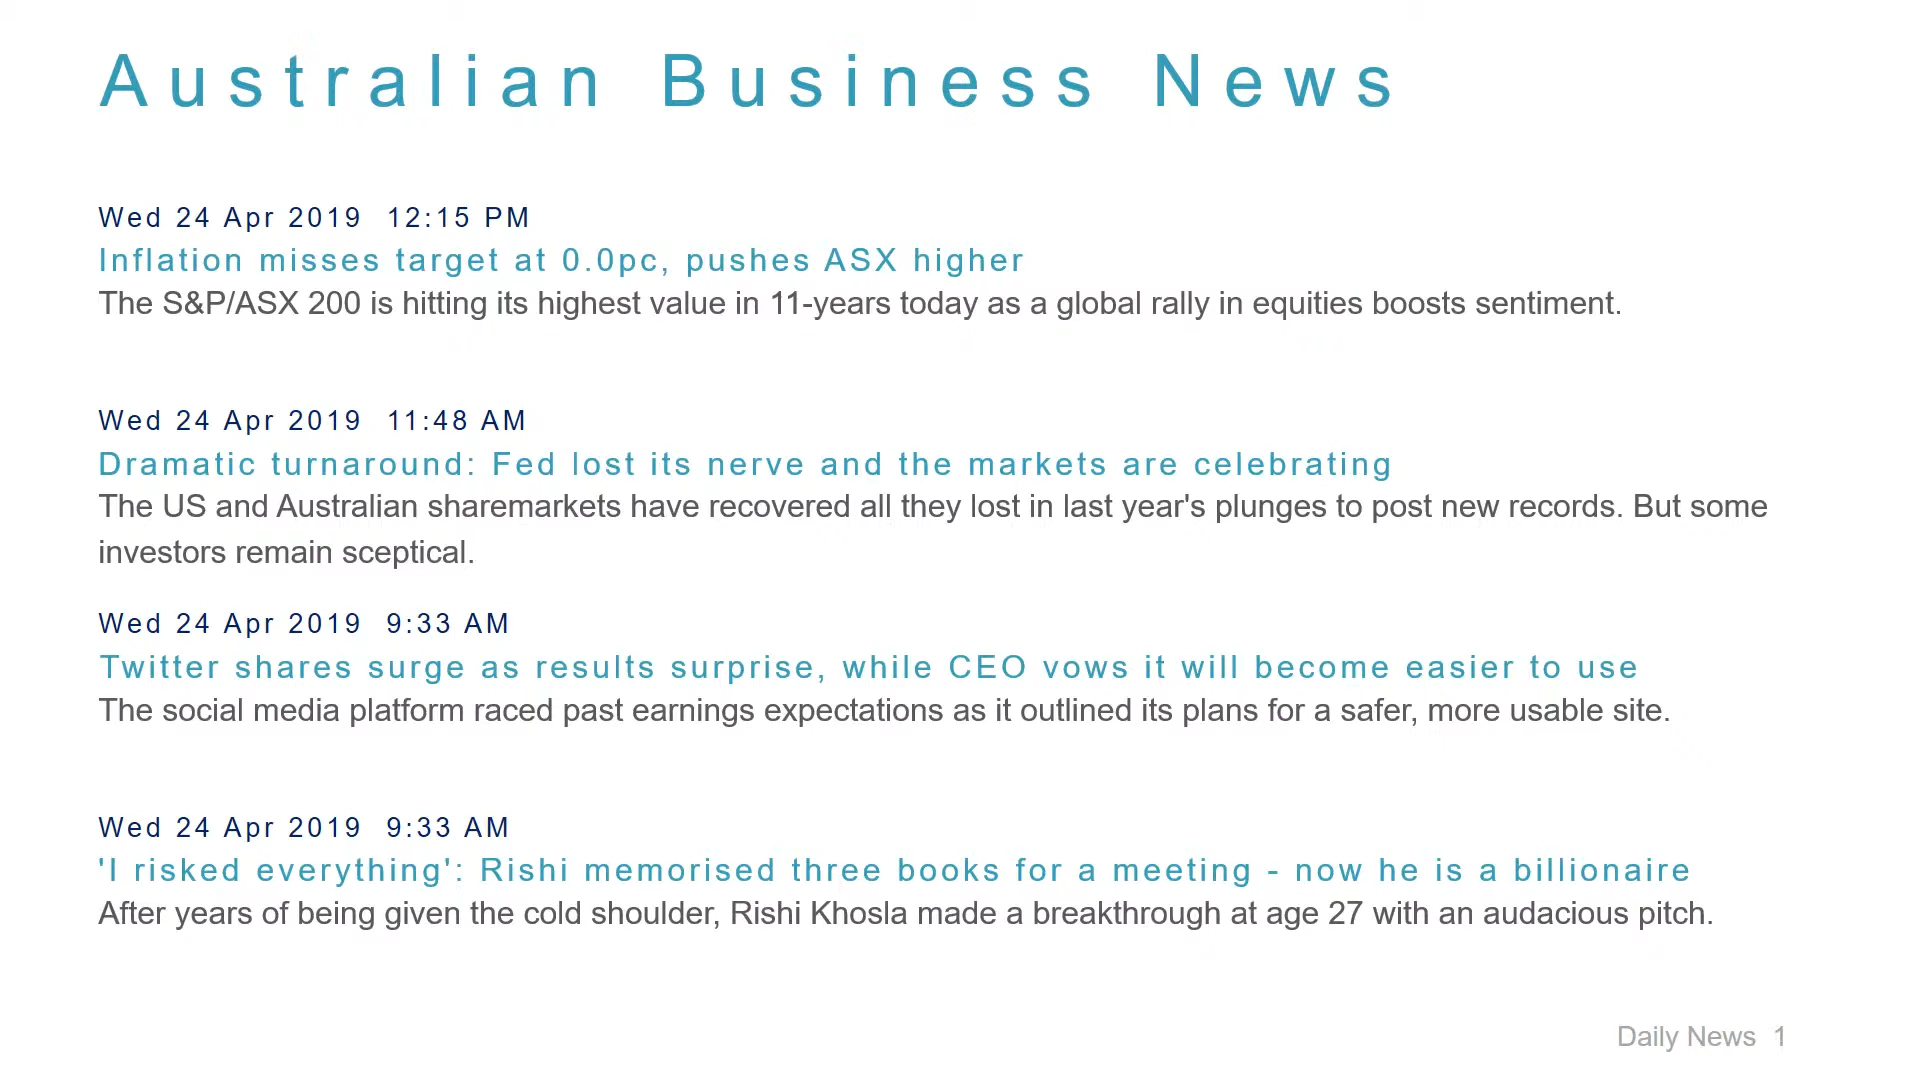 Australian Business News
Wed 24 Apr 2019  12:15 PM
Inflation misses target at 0.0pc, pushes ASX higher
The S&P/ASX 200 is hitting its highest value in 11-years today as a global rally in equities boosts sentiment.
Wed 24 Apr 2019  11:48 AM
Dramatic turnaround: Fed lost its nerve and the markets are celebrating
The US and Australian sharemarkets have recovered all they lost in last year's plunges to post new records. But some
investors remain sceptical.
Wed 24 Apr 2019  9:33 AM
Twitter shares surge as results surprise, while CEO vows it will become easier to use
The social media platform raced past earnings expectations as it outlined its plans for a safer, more usable site.
Wed 24 Apr 2019  9:33 AM
'I risked everything': Rishi memorised three books for a meeting - now he is a billionaire
After years of being given the cold shoulder, Rishi Khosla made a breakthrough at age 27 with an audacious pitch.
Daily News  1